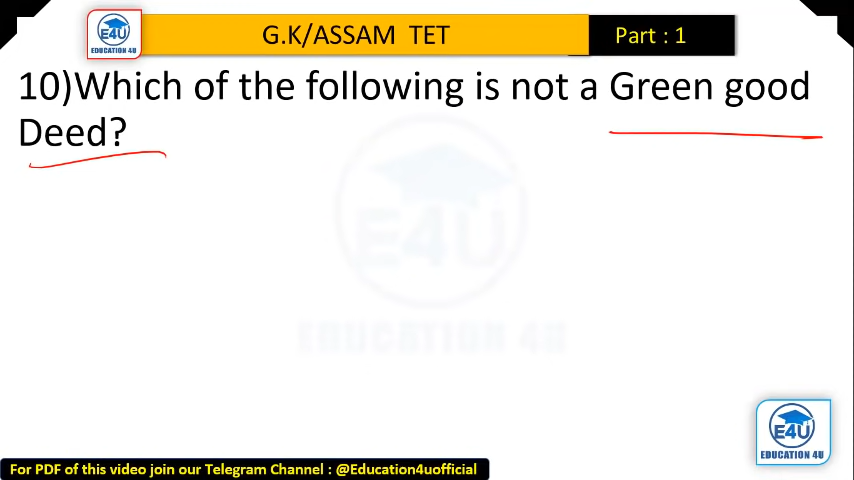 E4U
EDUCATION 4U
G.K/ASSAM TET
Part : 1
10)Which of the following is not a Green good
Deed?
E4U
EDUCATION 4U
E4U
EDUCATION 4U
For PDF of this video join our Telegram Channel : @Education4uofficial